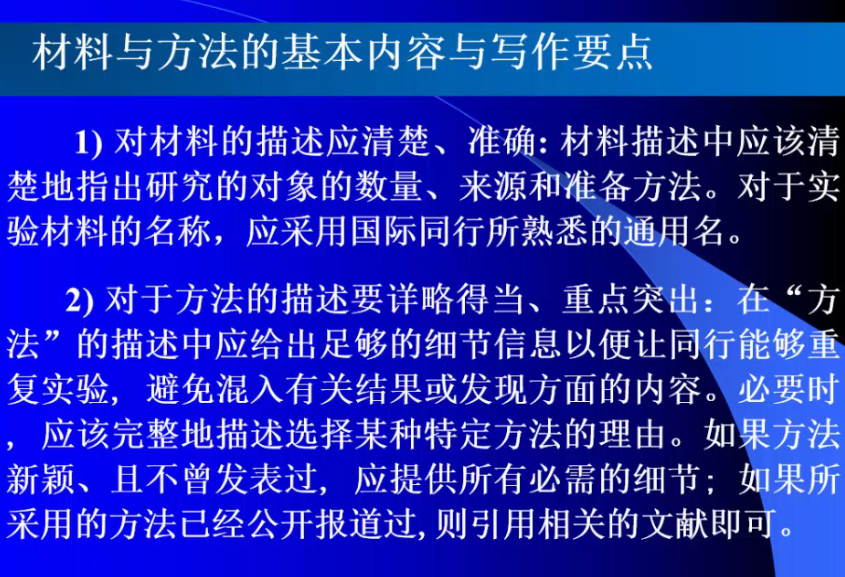 材料与方法的基本内容与写作要点
1) 对材料的描述应清楚、准确: 材料描述中应该清
楚地指出研究的对象的数量、来源和准备方法。对于实
验材料的名称，应采用国际同行所熟悉的通用名。
2) 对于方法的描述要详略得当、重点突出：在“方
法”的描述中应给出足够的细节信息以便让同行能够重
复实验, 避免混入有关结果或发现方面的内容。必要时
, 应该完整地描述选择某种特定方法的理由。如果方法
新颖、且不曾发表过, 应提供所有必需的细节; 如果所
采用的方法已经公开报道过, 则引用相关的文献即可。